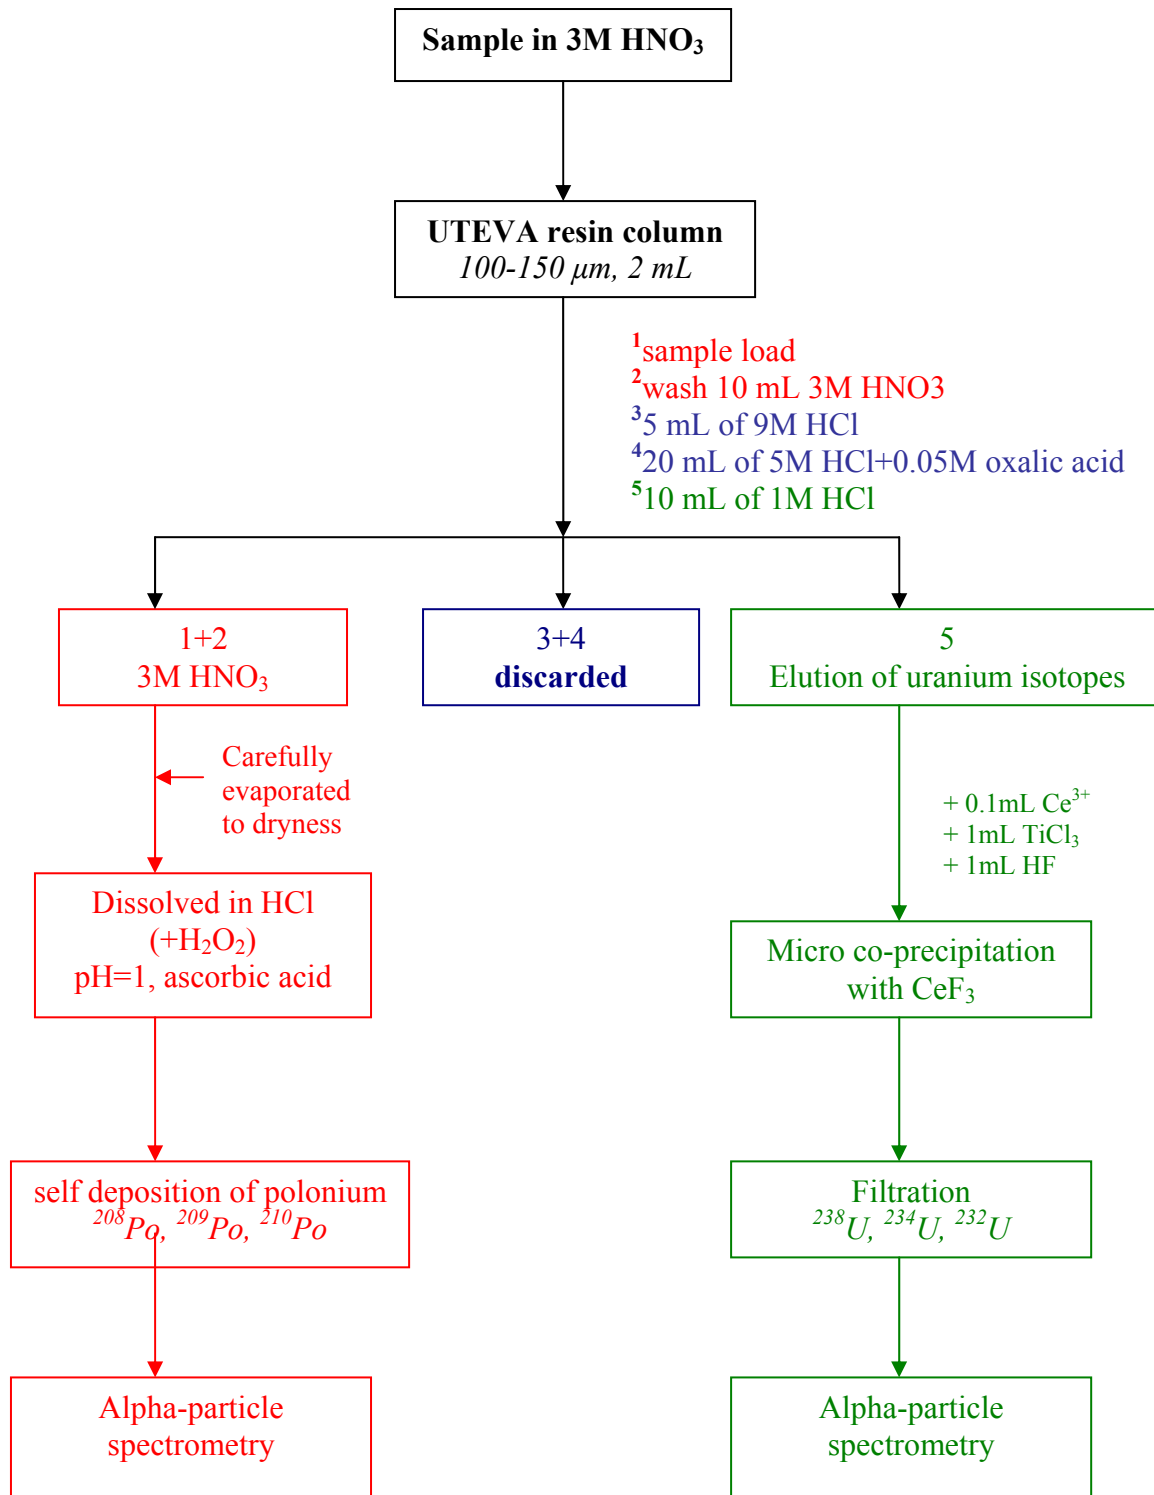 Sample in 3M HNO₃
UTEVA resin column
100-150 μm, 2 mL
¹sample load
²wash 10 mL 3M HNO3
³5 mL of 9M HCl
⁴20 mL of 5M HCl+0.05M oxalic acid
⁵10 mL of 1M HCl
1+2
3M HNO₃
3+4
discarded
5
Elution of uranium isotopes
Carefully
evaporated
to dryness
+ 0.1mL Ce³⁺
+ 1mL TiCl₃
+ 1mL HF
Dissolved in HCl
(+H₂O₂)
pH=1, ascorbic acid
Micro co-precipitation
with CeF₃
self deposition of polonium
²⁰⁸Po, ²⁰⁹Po, ²¹⁰Po
Filtration
²³⁸U, ²³⁴U, ²³²U
Alpha-particle
spectrometry
Alpha-particle
spectrometry